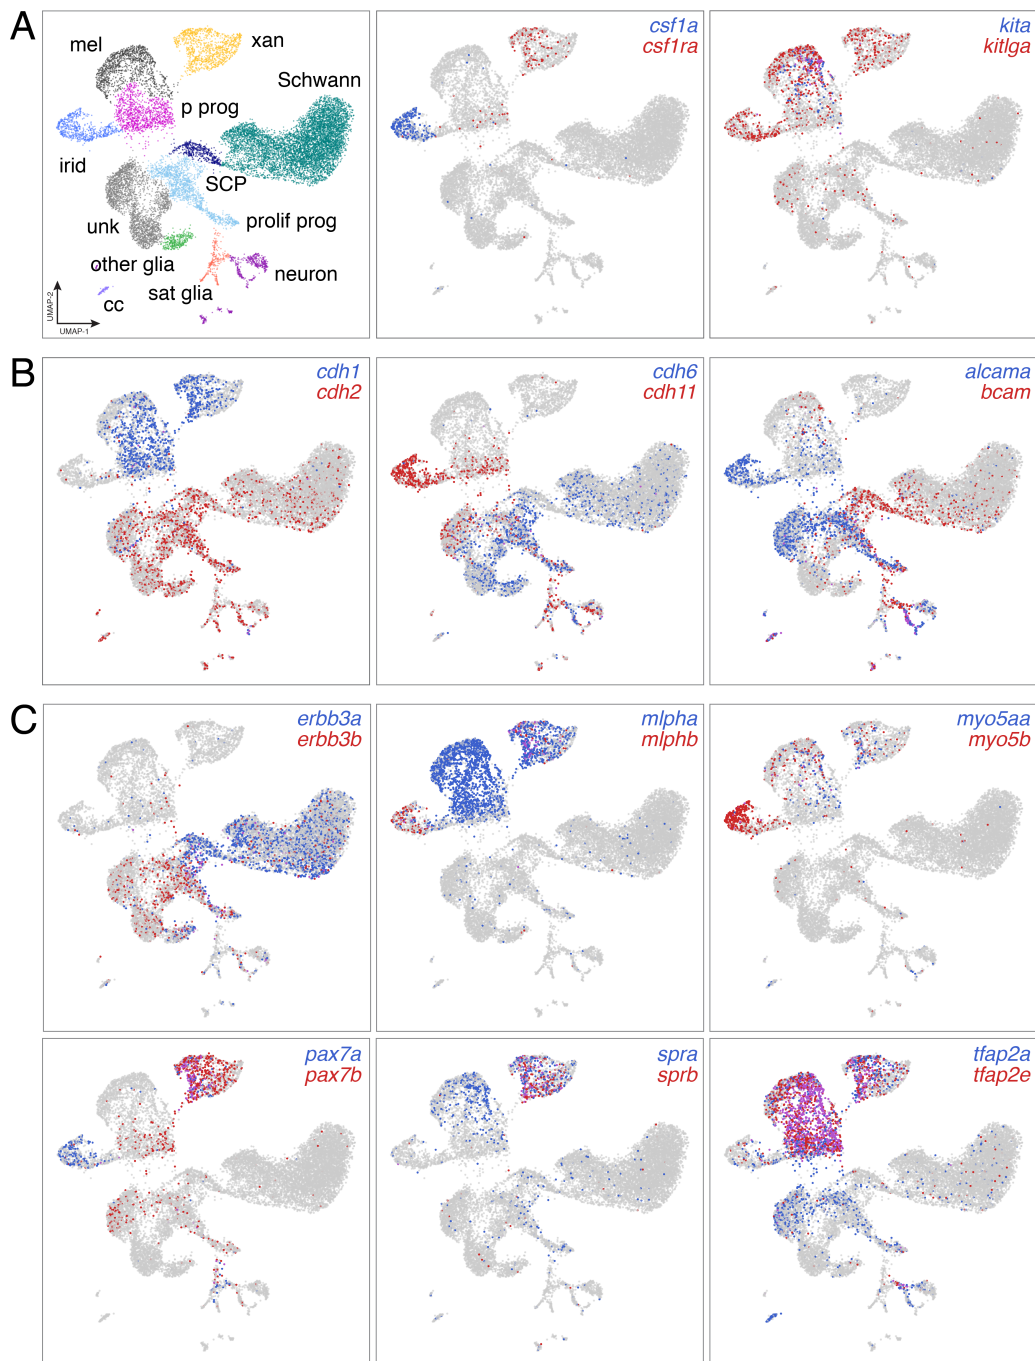 A
mel
xan
Schwann
p prog
irid
SCP
unk
prolif prog
other glia
neuron
sat glia
cc
UMAP-2
UMAP-1
csf1a
csf1ra
kita
kitlga
B
cdh1
cdh2
cdh6
cdh11
alcama
bcam
C
erbb3a
erbb3b
mlpha
mlphb
myo5aa
myo5b
pax7a
pax7b
spra
sprb
tfap2a
tfap2e